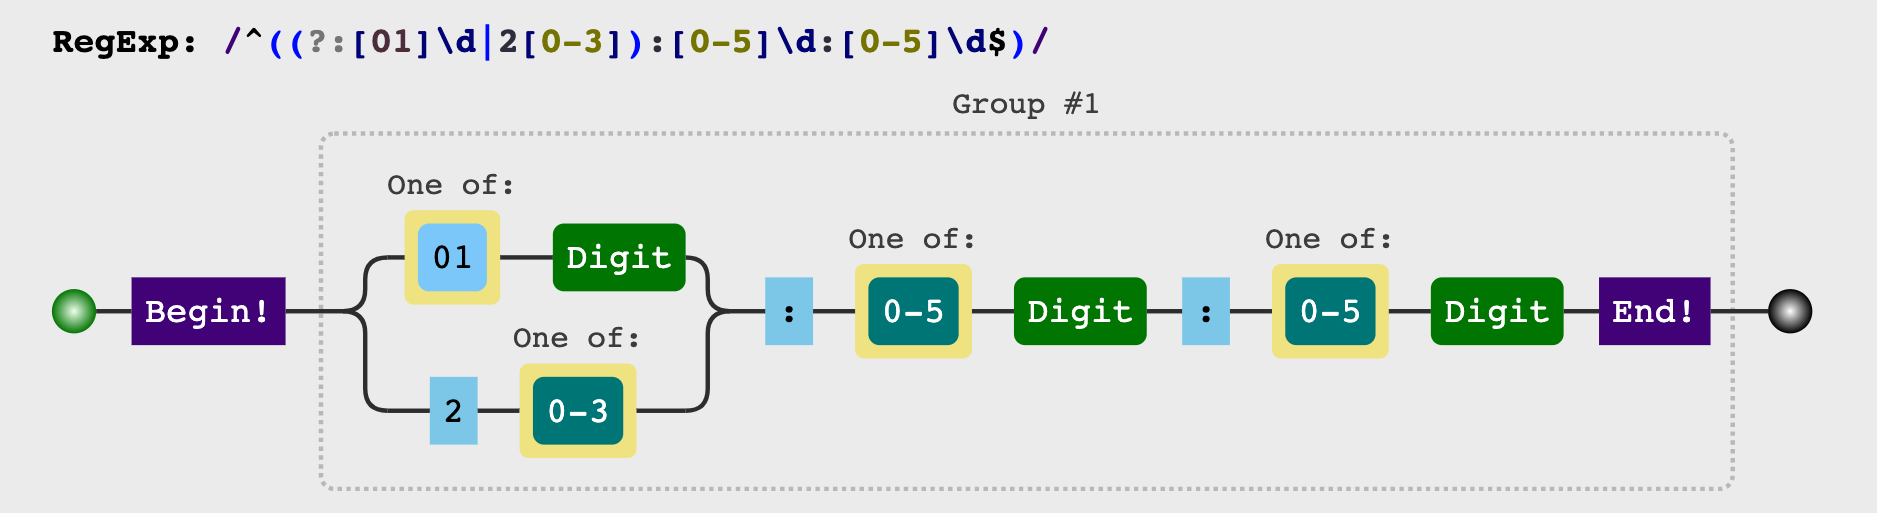 RegExp: /^((?:[01]\d|2[0-3]):[0-5]\d:[0-5]\d$)/
Group #1
One of:
01 Digit
One of: One of:
Begin! : 0-5 Digit : 0-5 Digit End!
One of:
2 0-3